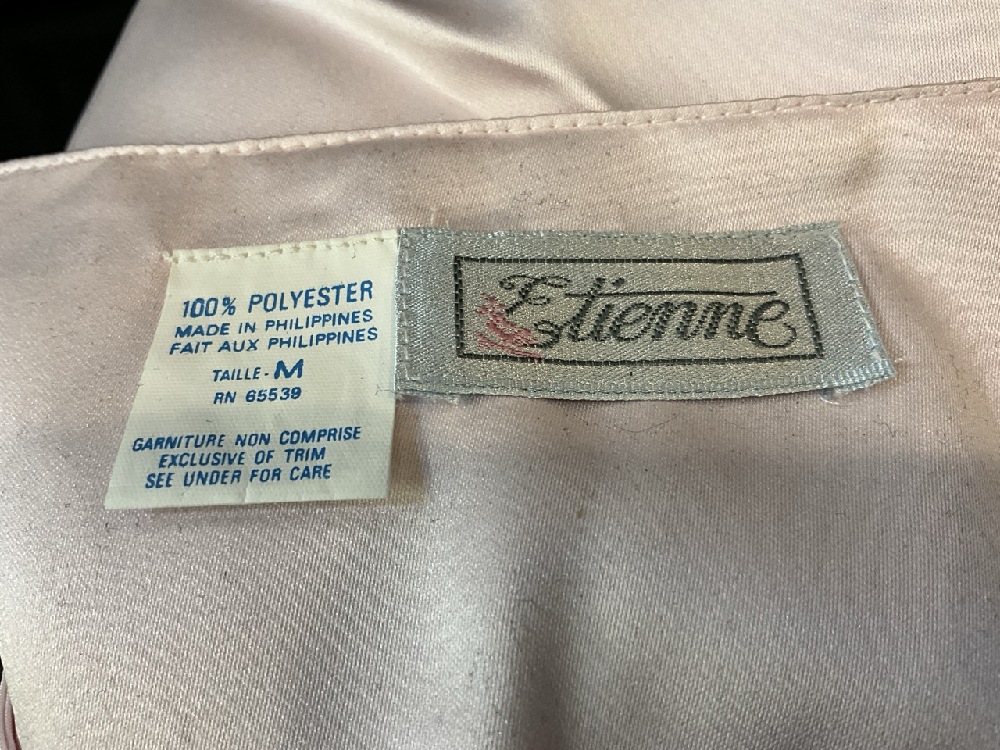 100% POLYESTER
MADE IN PHILIPPINES
FAIT AUX PHILIPPINES
TAILLE - M
RN 65539
GARNITURE NON COMPRISE
EXCLUSIVE OF TRIM
SEE UNDER FOR CARE
Etienne